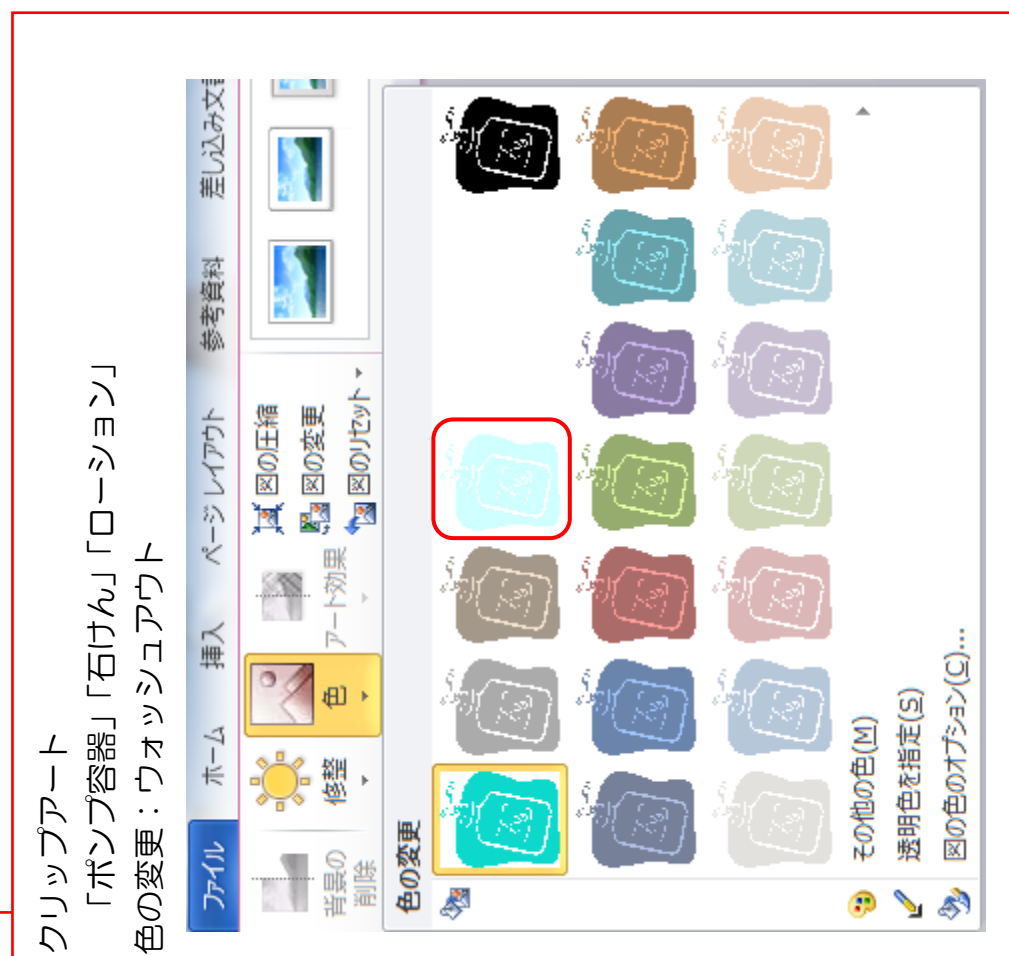 クリップアート
「ポンプ容器」「石けん」「ローション」
色の変更：ウォッシュアウト
ファイル ホーム 挿入 ページ レイアウト 参考資料 差し込み文書
背景の
削除
修整
色
アート効果
図の圧縮
図の変更
図のリセット
色の変更
その他の色(M)
透明色を指定(S)
図の色のオプション(C)...